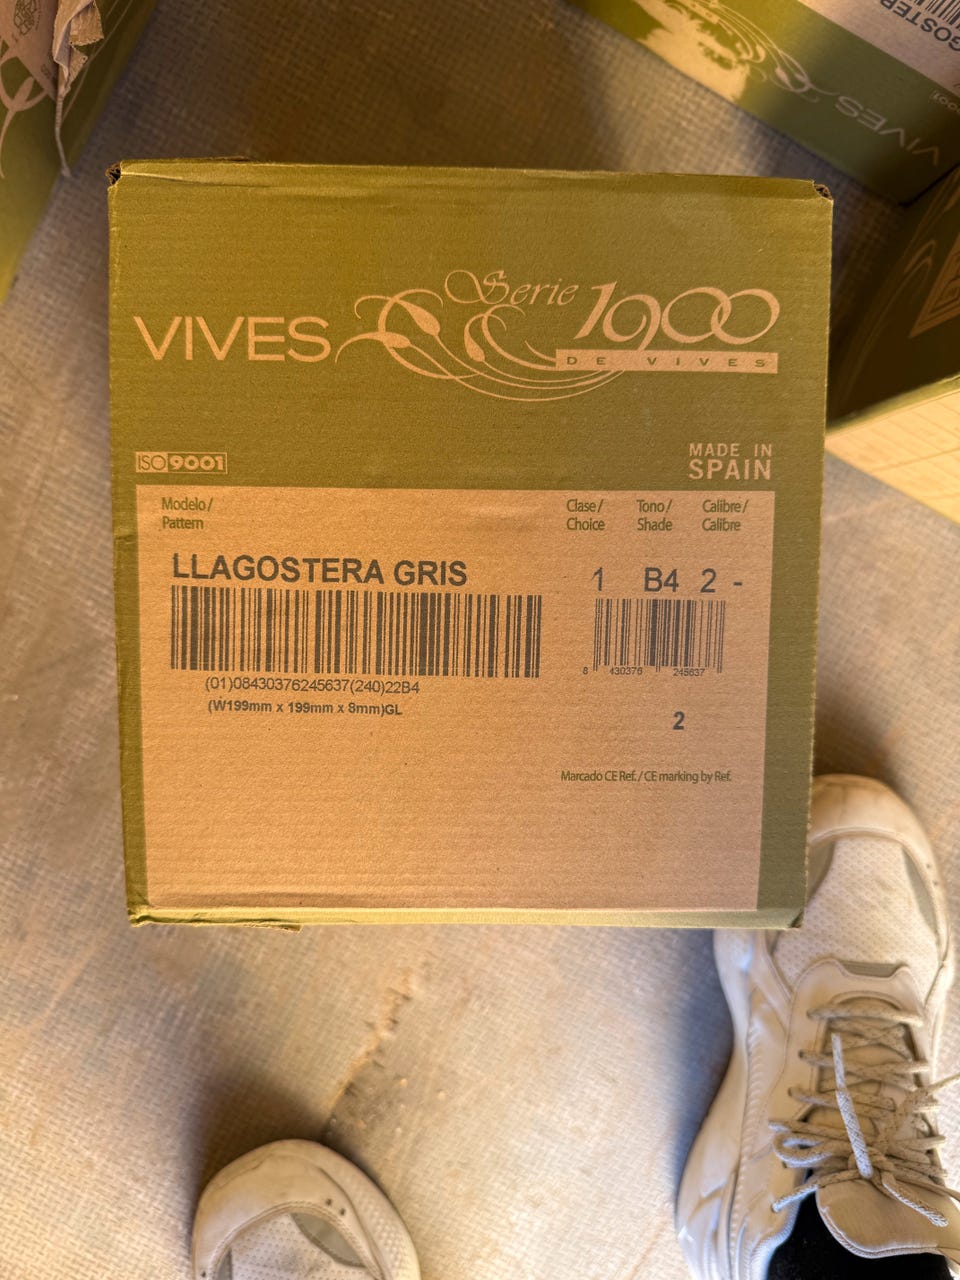 VIVES
Serie 1900
DE VIVES
ISO 9001
MADE IN
SPAIN
Modelo /
Pattern
Clase /
Choice
Tono /
Shade
Calibre /
Calibre
LLAGOSTERA GRIS
1 B4 2 -
(01)08430376245637(240)22B4
8 430376 245637
(W199mm x 199mm x 8mm)GL
2
Marcado CE Ref. / CE marking by Ref.
VIVES